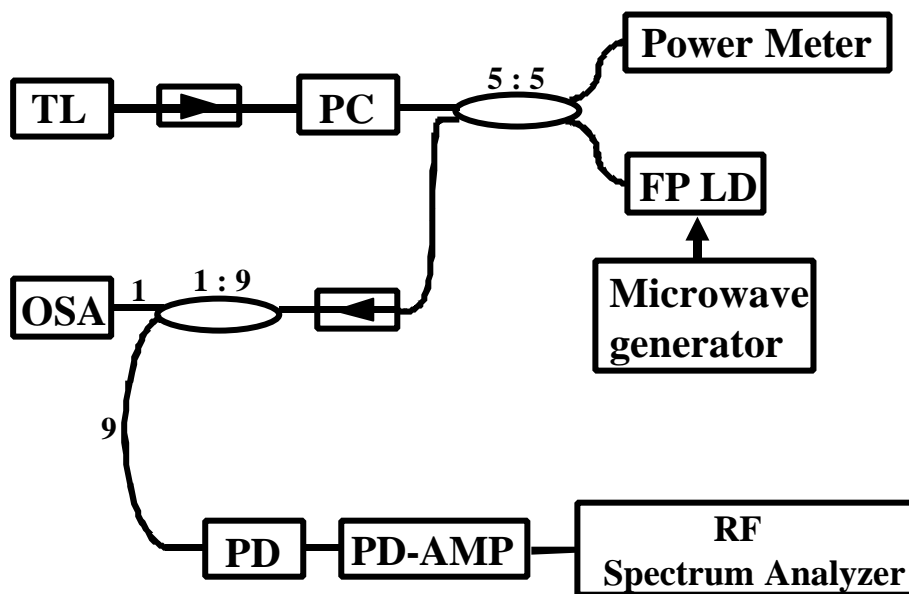 Power Meter
5 : 5
TL
PC
FP LD
1 : 9
1
OSA
Microwave
generator
9
RF
PD
PD-AMP
Spectrum Analyzer